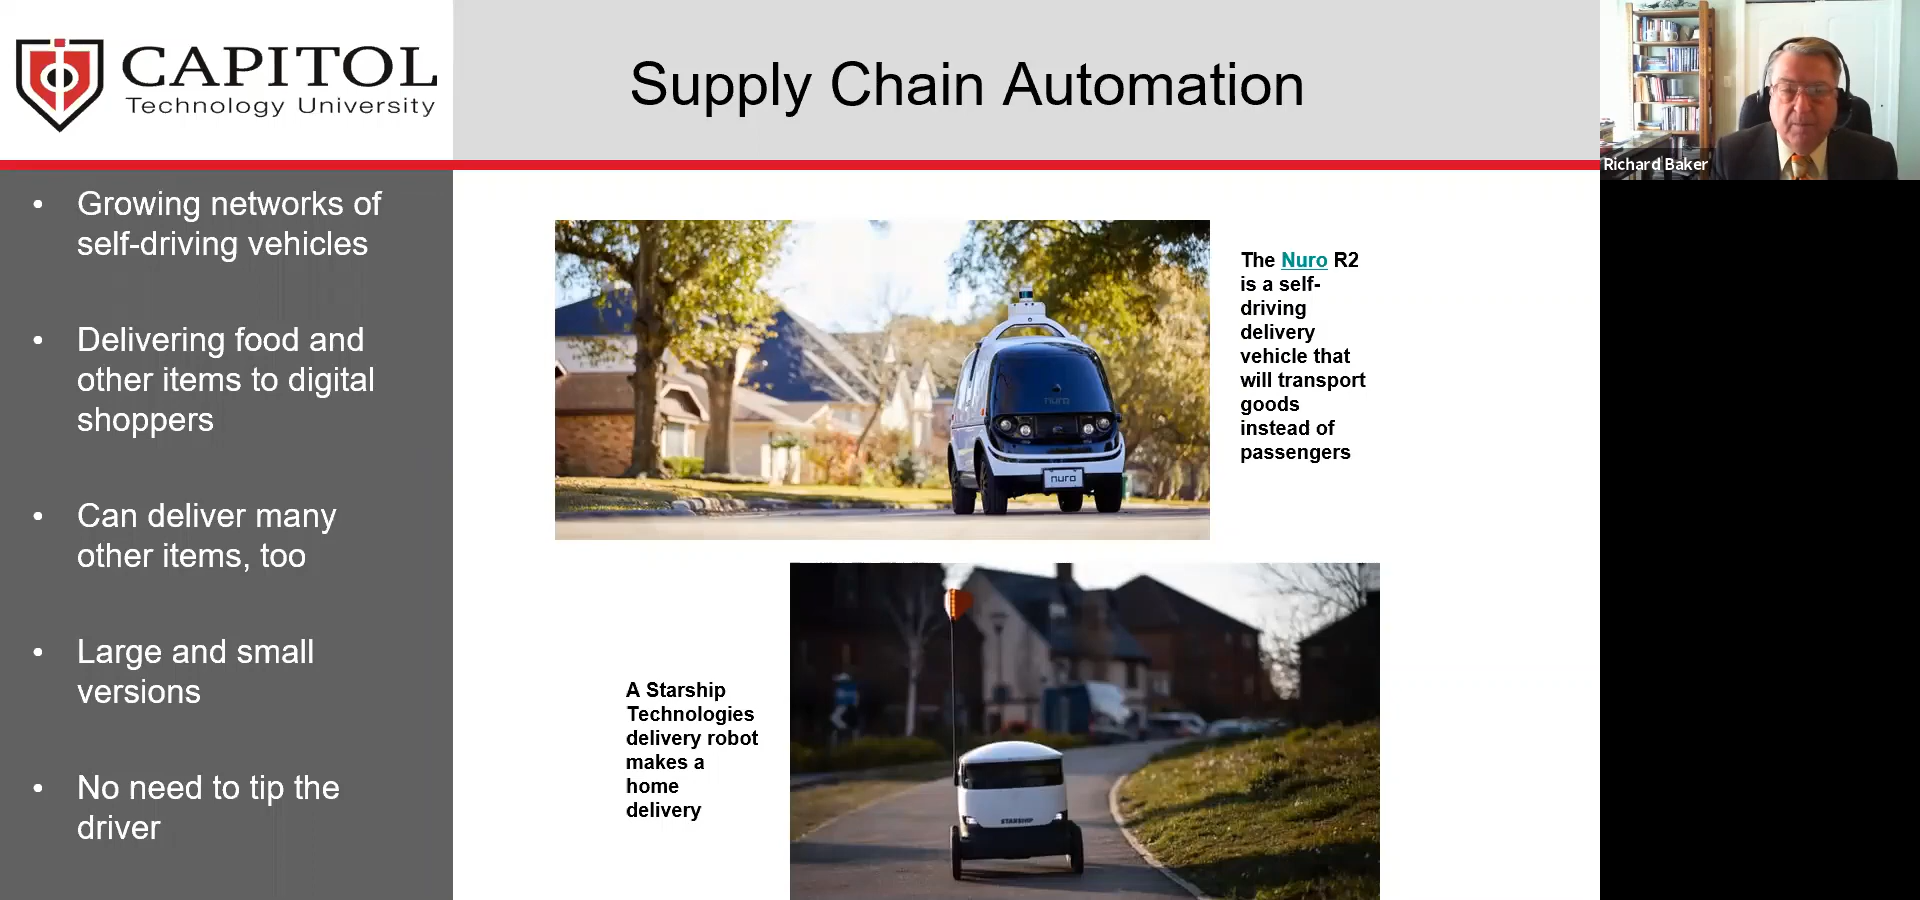 CAPITOL
Technology University
Supply Chain Automation
Richard Baker
• Growing networks of
self-driving vehicles
• Delivering food and
other items to digital
shoppers
• Can deliver many
other items, too
• Large and small
versions
• No need to tip the
driver
nuro
nuro
The Nuro R2
is a self-
driving
delivery
vehicle that
will transport
goods
instead of
passengers
A Starship
Technologies
delivery robot
makes a
home
delivery
STARSHIP